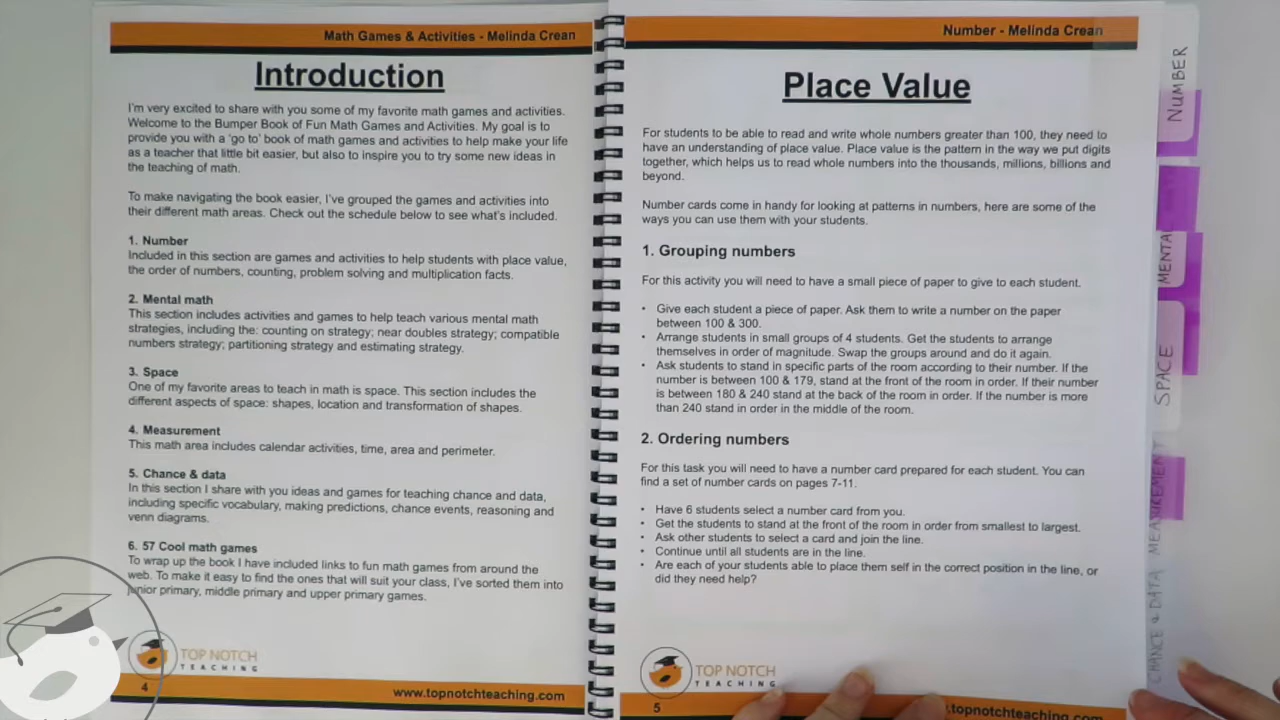 Math Games & Activities - Melinda Crean
Introduction
I'm very excited to share with you some of my favorite math games and activities.
Welcome to the Bumper Book of Fun Math Games and Activities. My goal is to
provide you with a 'go to' book of math games and activities to help make your life
as a teacher that little bit easier, but also to inspire you to try some new ideas in
the teaching of math.
To make navigating the book easier, I've grouped the games and activities into
their different math areas. Check out the schedule below to see what's included.
1. Number
Included in this section are games and activities to help students with place value,
the order of numbers, counting, problem solving and multiplication facts.
2. Mental math
This section includes activities and games to help teach various mental math
strategies, including the: counting on strategy; near doubles strategy; compatible
numbers strategy; partitioning strategy and estimating strategy.
3. Space
One of my favorite areas to teach in math is space. This section includes the
different aspects of space: shapes, location and transformation of shapes.
4. Measurement
This math area includes calendar activities, time, area and perimeter.
5. Chance & data
In this section I share with you ideas and games for teaching chance and data,
including specific vocabulary, making predictions, chance events, reasoning and
venn diagrams.
6. 57 Cool math games
To wrap up the book I have included links to fun math games from around the
web. To make it easy to find the ones that will suit your class, I've sorted them into
junior primary, middle primary and upper primary games.
TOP NOTCH
TEACHING
4
www.topnotchteaching.com
Number - Melinda Crean
Place Value
For students to be able to read and write whole numbers greater than 100, they need to
have an understanding of place value. Place value is the pattern in the way we put digits
together, which helps us to read whole numbers into the thousands, millions, billions and
beyond.
Number cards come in handy for looking at patterns in numbers, here are some of the
ways you can use them with your students.
1. Grouping numbers
For this activity you will need to have a small piece of paper to give to each student.
• Give each student a piece of paper. Ask them to write a number on the paper
between 100 & 300.
• Arrange students in small groups of 4 students. Get the students to arrange
themselves in order of magnitude. Swap the groups around and do it again.
• Ask students to stand in specific parts of the room according to their number. If the
number is between 100 & 179, stand at the front of the room in order. If their number
is between 180 & 240 stand at the back of the room in order. If the number is more
than 240 stand in order in the middle of the room.
2. Ordering numbers
For this task you will need to have a number card prepared for each student. You can
find a set of number cards on pages 7-11.
• Have 6 students select a number card from you.
• Get the students to stand at the front of the room in order from smallest to largest.
• Ask other students to select a card and join the line.
• Continue until all students are in the line.
• Are each of your students able to place them self in the correct position in the line, or
did they need help?
TOP NOTCH
TEACHING
5
.topnotchteaching.com
NUMBER
MENTA
SPACE
MEASUREMENT
CHANCE & DATA